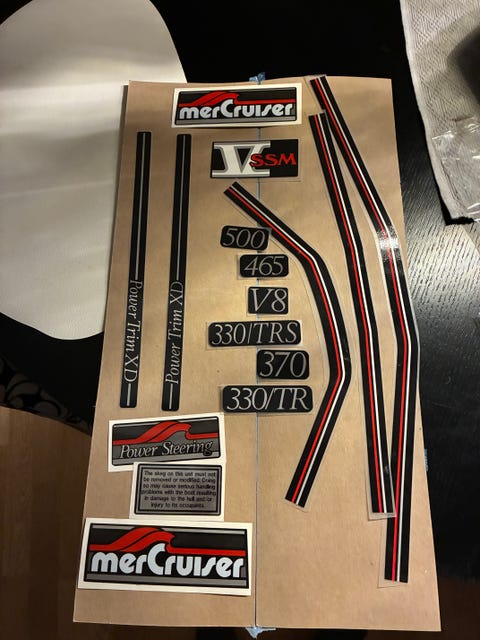 merCruiser
V SSM
500
465
V8
330/TRS
370
330/TR
Power Trim XD
Power Trim XD
Power Steering
The skeg on this unit must not
be removed or modified. Doing
so may cause serious handling
problems with the boat resulting
in damage to the hull and or
injury to its occupants.
merCruiser